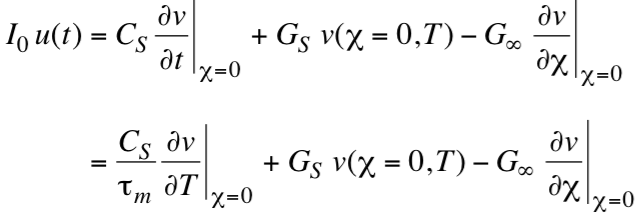 I₀ u(t) = C_S ∂v/∂t |_{χ=0} + G_S v(χ = 0,T) − G_∞ ∂v/∂χ |_{χ=0}
= C_S/τ_m ∂v/∂T |_{χ=0} + G_S v(χ = 0,T) − G_∞ ∂v/∂χ |_{χ=0}